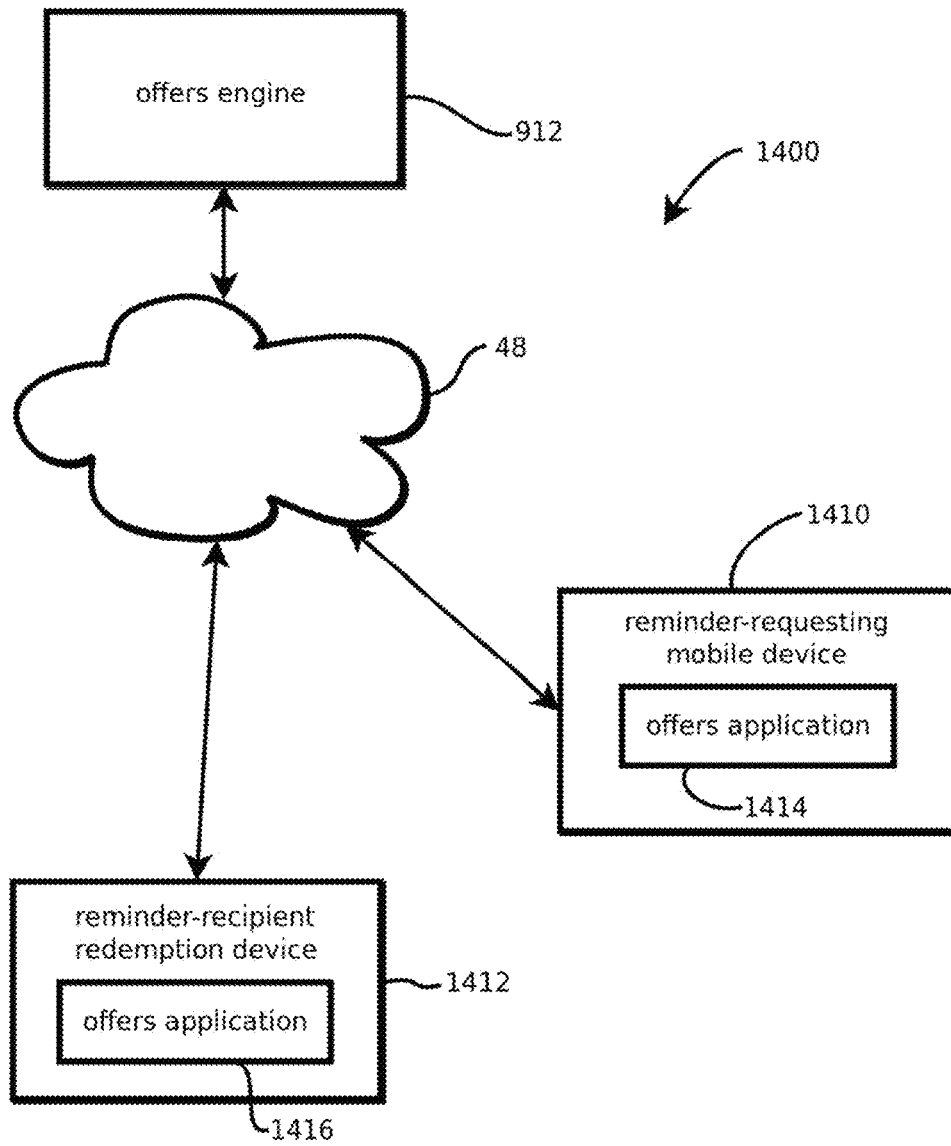 offers engine
912
1400
48
1410
reminder-requesting
mobile device
offers application
1414
reminder-recipient
redemption device
1412
offers application
1416